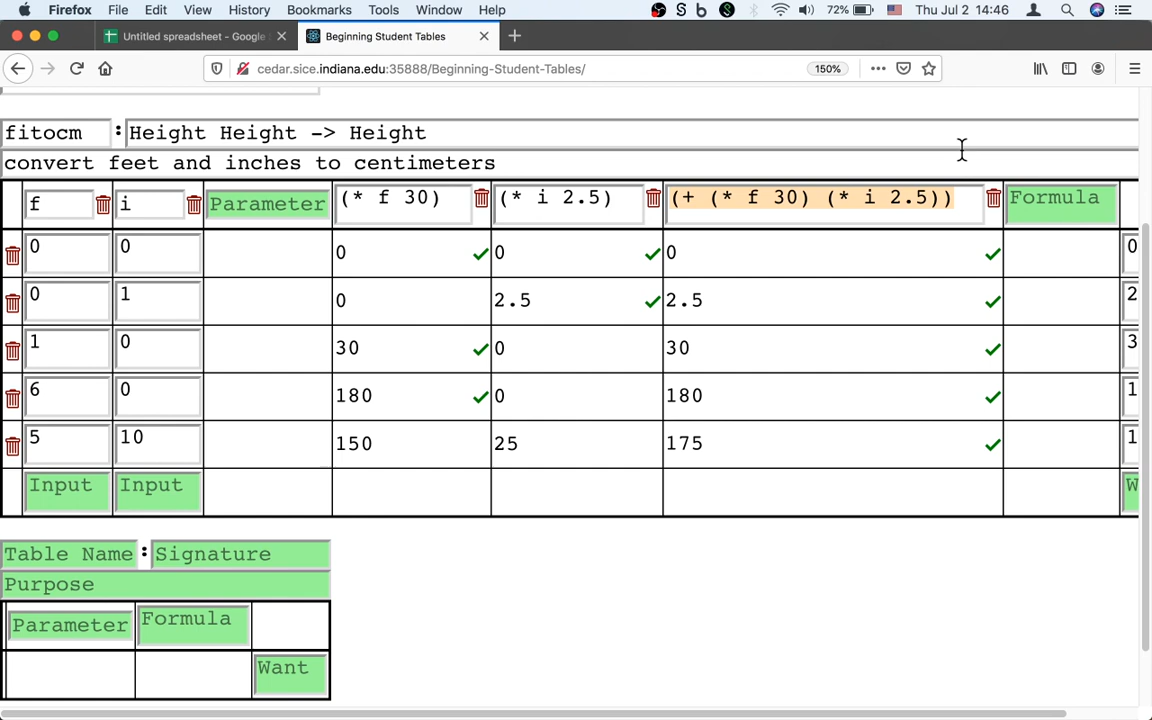 Firefox File Edit View History Bookmarks Tools Window Help 72% Thu Jul 2 14:46
Untitled spreadsheet - Google Beginning Student Tables
cedar.sice.indiana.edu:35888/Beginning-Student-Tables/ 150%
fitocm : Height Height -> Height
convert feet and inches to centimeters
f i Parameter (* f 30) (* i 2.5) (+ (* f 30) (* i 2.5)) Formula
0 0 0 0 0 0
0 1 0 2.5 2.5 2
1 0 30 0 30 3
6 0 180 0 180 1
5 10 150 25 175 1
Input Input W
Table Name : Signature
Purpose
Parameter Formula
Want